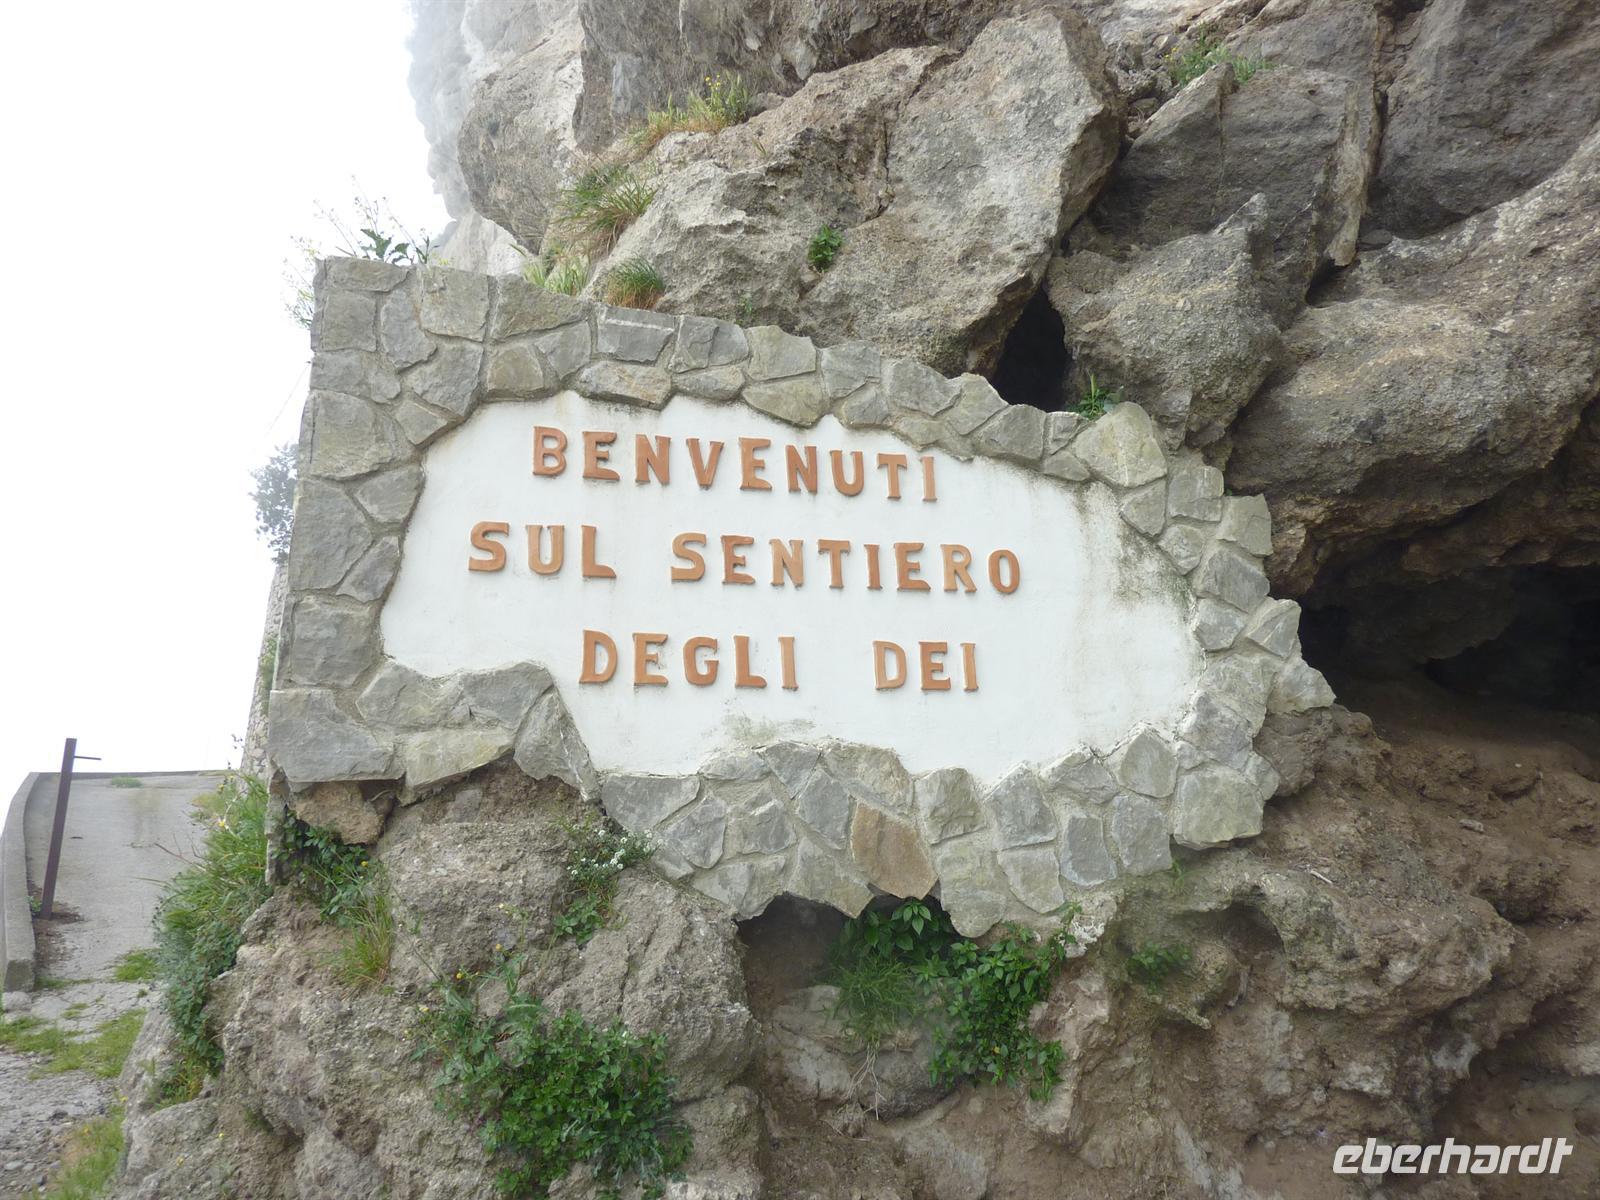 BENVENUTI
SUL SENTIERO
DEGLI DEI
eberhardt